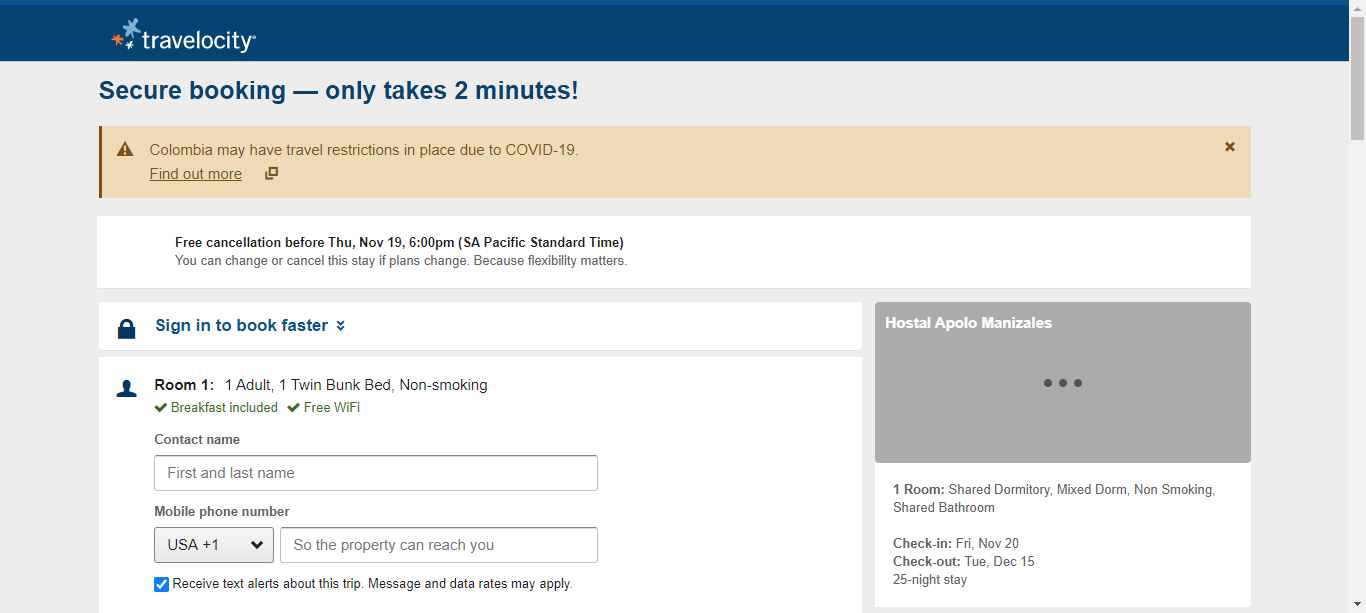 travelocity
Secure booking — only takes 2 minutes!
Colombia may have travel restrictions in place due to COVID-19.
Find out more
Free cancellation before Thu, Nov 19, 6:00pm (SA Pacific Standard Time)
You can change or cancel this stay if plans change. Because flexibility matters.
Sign in to book faster
Room 1: 1 Adult, 1 Twin Bunk Bed, Non-smoking
Breakfast included Free WiFi
Contact name
First and last name
Mobile phone number
USA +1 So the property can reach you
Receive text alerts about this trip. Message and data rates may apply.
Hostal Apolo Manizales
1 Room: Shared Dormitory, Mixed Dorm, Non Smoking,
Shared Bathroom
Check-in: Fri, Nov 20
Check-out: Tue, Dec 15
25-night stay